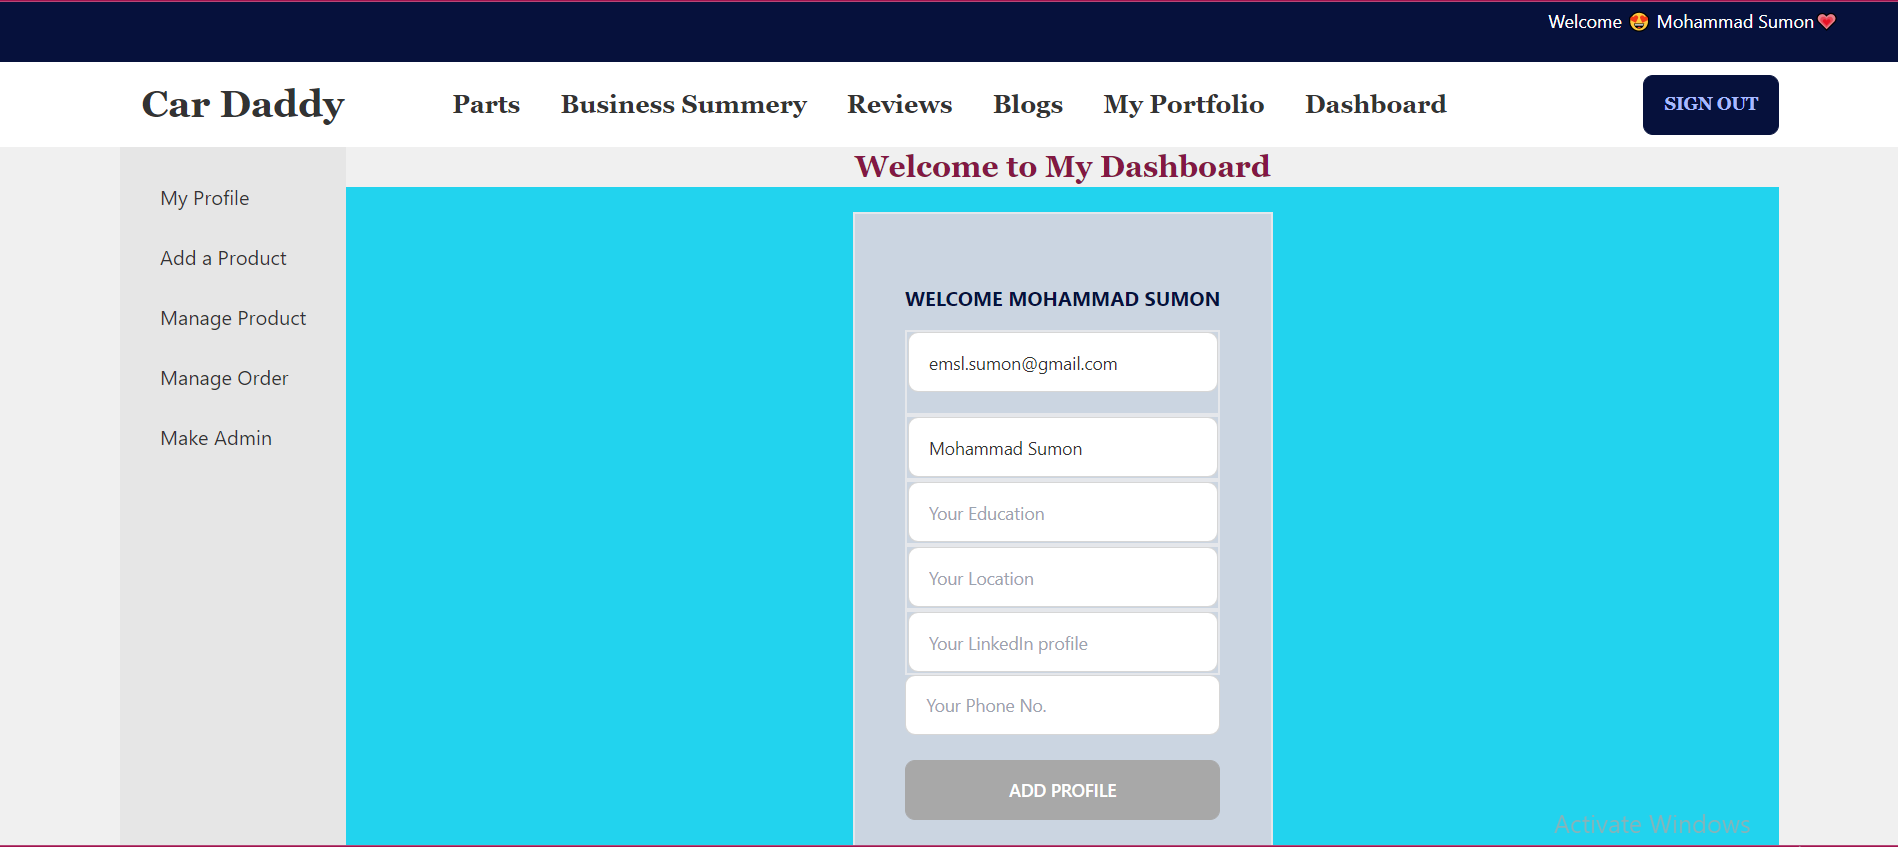 Welcome 😍 Mohammad Sumon💗
Car Daddy
Parts
Business Summery
Reviews
Blogs
My Portfolio
Dashboard
SIGN OUT
Welcome to My Dashboard
My Profile
Add a Product
Manage Product
Manage Order
Make Admin
WELCOME MOHAMMAD SUMON
emsl.sumon@gmail.com
Mohammad Sumon
Your Education
Your Location
Your LinkedIn profile
Your Phone No.
ADD PROFILE
Activate Windows